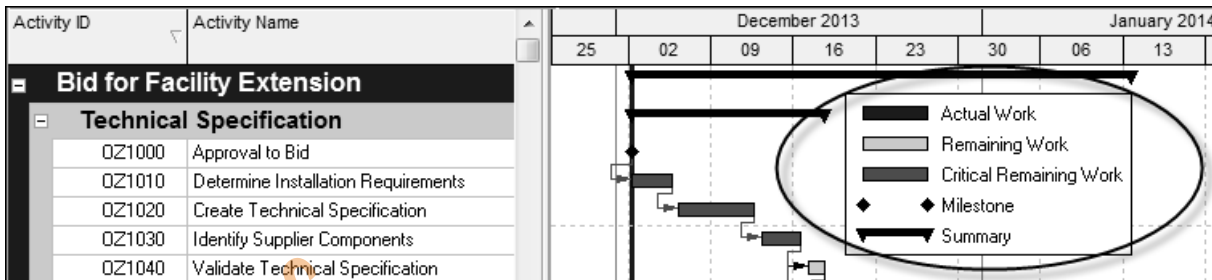 Activity ID Activity Name December 2013 January 2014
25 02 09 16 23 30 06 13
Bid for Facility Extension
Technical Specification
Actual Work
OZ1000 Approval to Bid
Remaining Work
OZ1010 Determine Installation Requirements
Critical Remaining Work
OZ1020 Create Technical Specification
Milestone
OZ1030 Identify Supplier Components
Summary
OZ1040 Validate Technical Specification